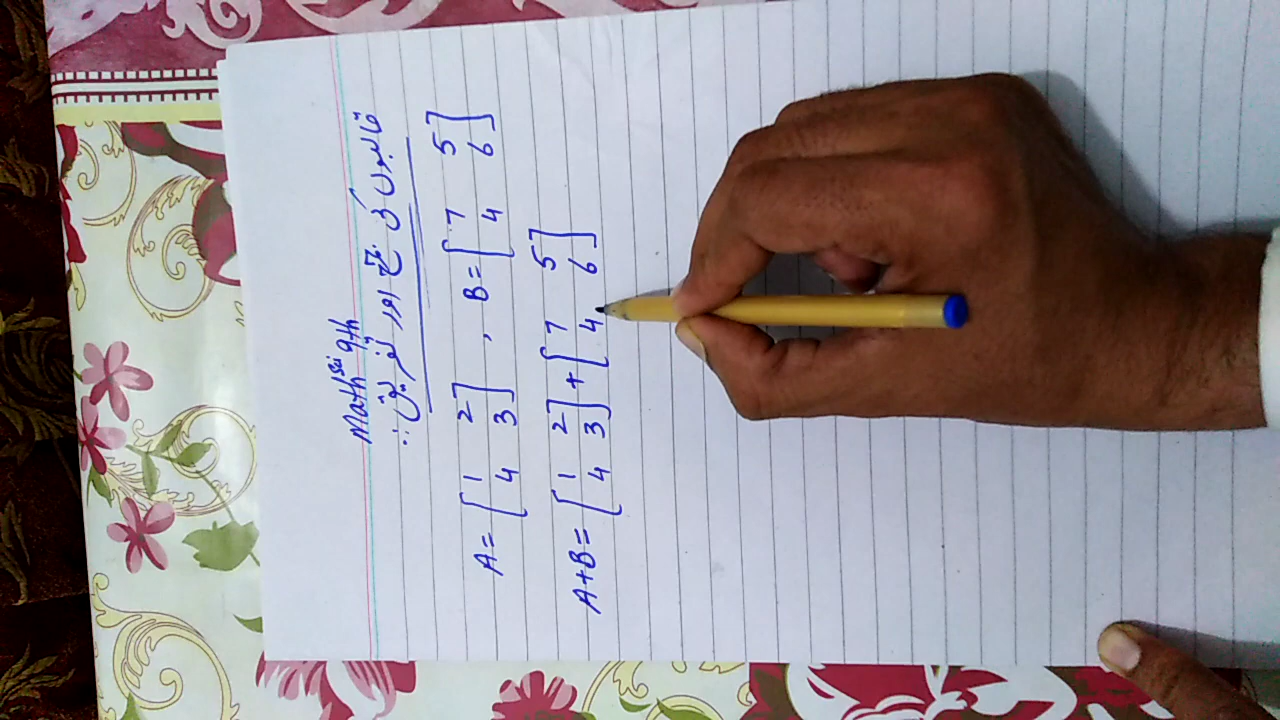 Math Sci 9th
قالبوں کی جمع اور تفریق:
A = [1 2 4 3] , B = [7 5 4 6]
A+B = [1 2 4 3] + [7 5 4 6]